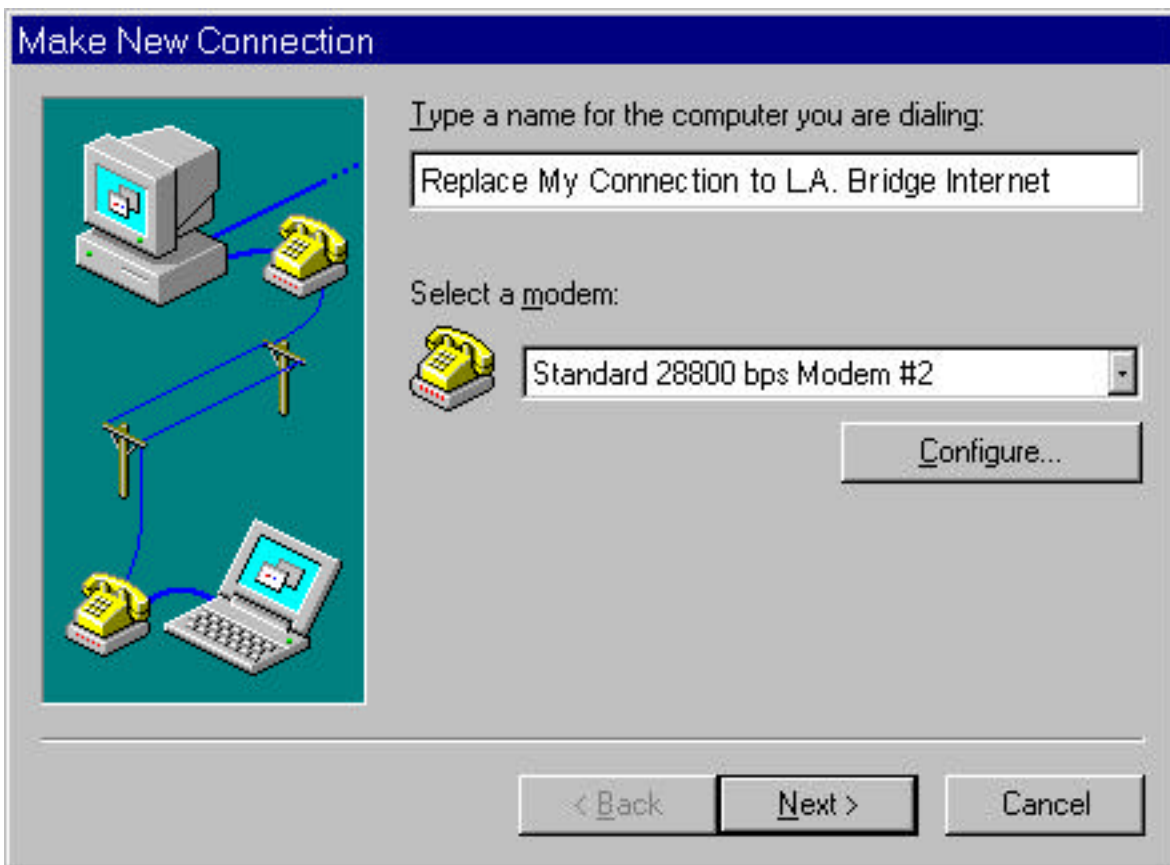 Make New Connection
Type a name for the computer you are dialing:
Replace My Connection to L.A. Bridge Internet
Select a modem:
Standard 28800 bps Modem #2
Configure...
< Back
Next >
Cancel